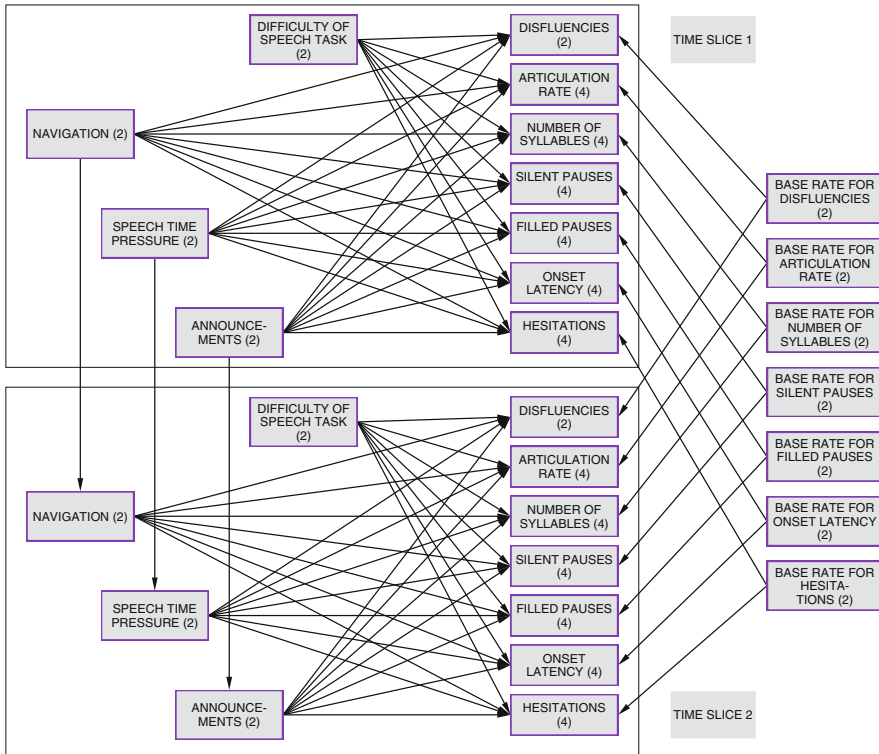 DIFFICULTY OF
SPEECH TASK
(2)
DISFLUENCIES
(2)
TIME SLICE 1
ARTICULATION
RATE (4)
NAVIGATION (2)
NUMBER OF
SYLLABLES (4)
SILENT PAUSES
(4)
BASE RATE FOR
DISFLUENCIES
(2)
SPEECH TIME
PRESSURE (2)
FILLED PAUSES
(4)
BASE RATE FOR
ARTICULATION
RATE (2)
ONSET
LATENCY (4)
ANNOUNCE-
MENTS (2)
HESITATIONS
(4)
BASE RATE FOR
NUMBER OF
SYLLABLES (2)
BASE RATE FOR
SILENT PAUSES
(2)
DIFFICULTY OF
SPEECH TASK
(2)
DISFLUENCIES
(2)
BASE RATE FOR
FILLED PAUSES
(2)
ARTICULATION
RATE (4)
NAVIGATION (2)
NUMBER OF
SYLLABLES (4)
BASE RATE FOR
ONSET LATENCY
(2)
SILENT PAUSES
(4)
BASE RATE FOR
HESITA-
TIONS (2)
SPEECH TIME
PRESSURE (2)
FILLED PAUSES
(4)
ONSET
LATENCY (4)
ANNOUNCE-
MENTS (2)
HESITATIONS
(4)
TIME SLICE 2